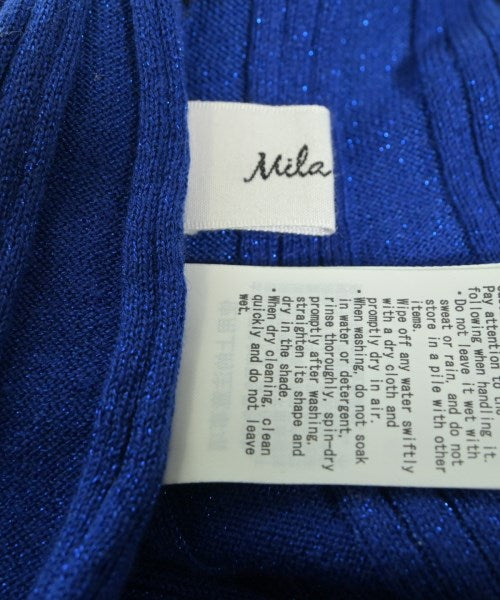 Mila
Pay attention to the
following when handling it.
・Do not leave it wet with
sweat or rain, and do not
store in a pile with other
items.
Wipe off any water swiftly
with a dry cloth and
promptly dry in air.
・When washing, do not soak
in water or detergent,
rinse thoroughly, spin-dry
promptly after washing,
straighten its shape and
dry in the shade.
・When dry cleaning, clean
quickly and do not leave
wet.